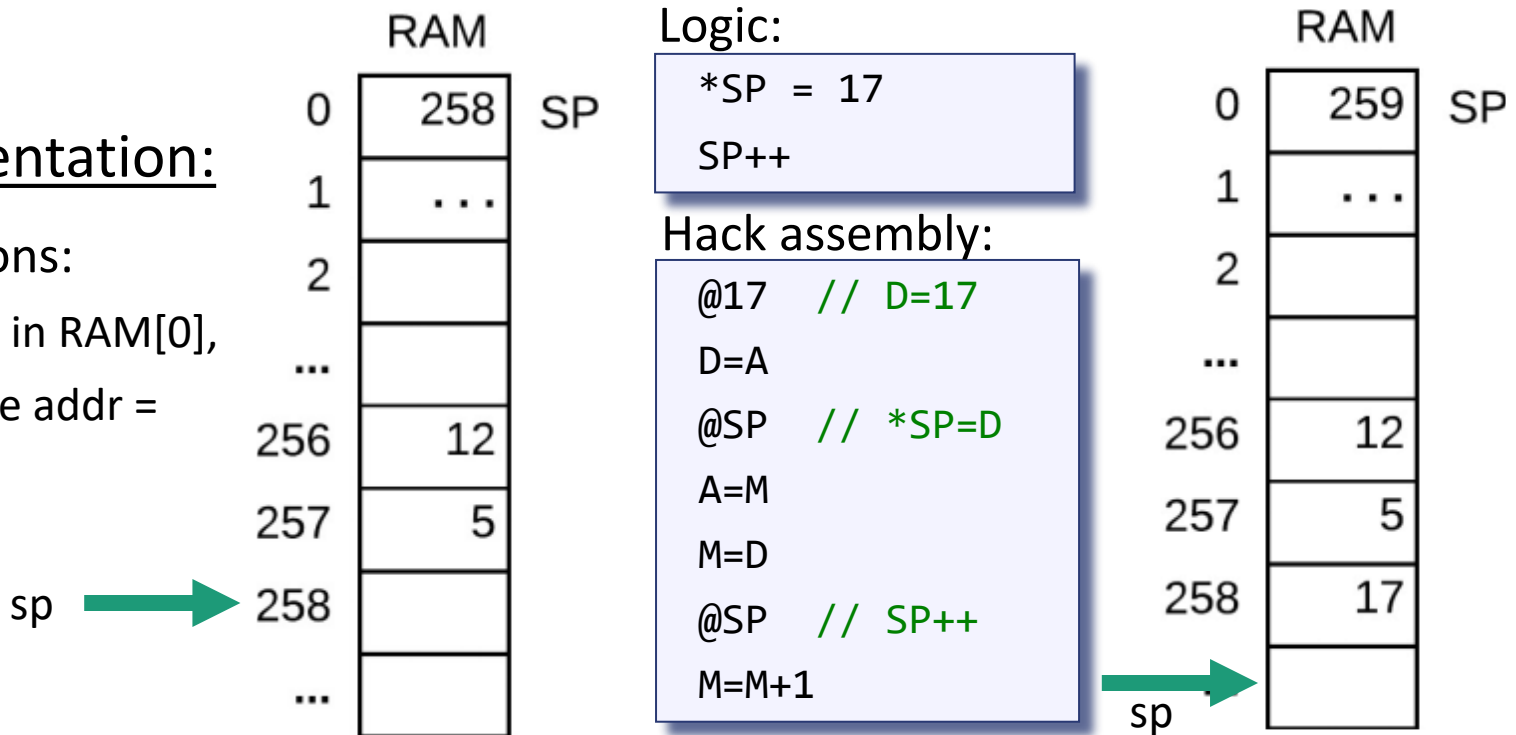 entation:
ons:
in RAM[0],
e addr =
sp
RAM
0 258 SP
1 ...
2
...
256 12
257 5
258
...
Logic:
*SP = 17
SP++
Hack assembly:
@17 // D=17
D=A
@SP // *SP=D
A=M
M=D
@SP // SP++
M=M+1
RAM
0 259 SP
1 ...
2
...
256 12
257 5
258 17
sp